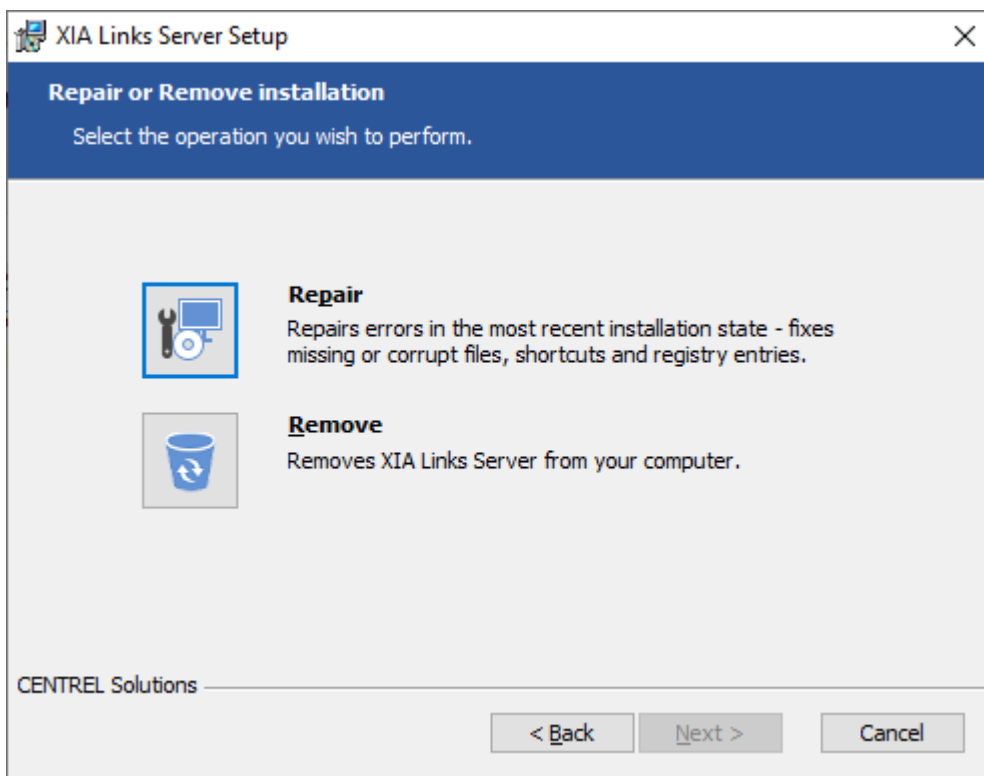 XIA Links Server Setup
Repair or Remove installation
Select the operation you wish to perform.
Repair
Repairs errors in the most recent installation state - fixes
missing or corrupt files, shortcuts and registry entries.
Remove
Removes XIA Links Server from your computer.
CENTREL Solutions
< Back
Next >
Cancel